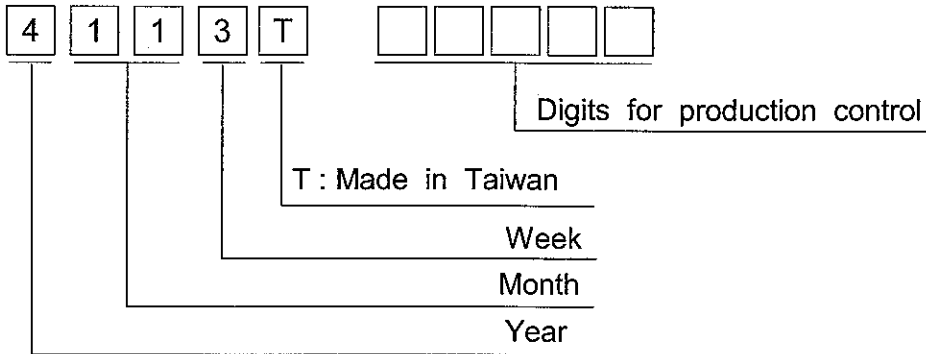 4 1 1 3 T
Digits for production control
T : Made in Taiwan
Week
Month
Year